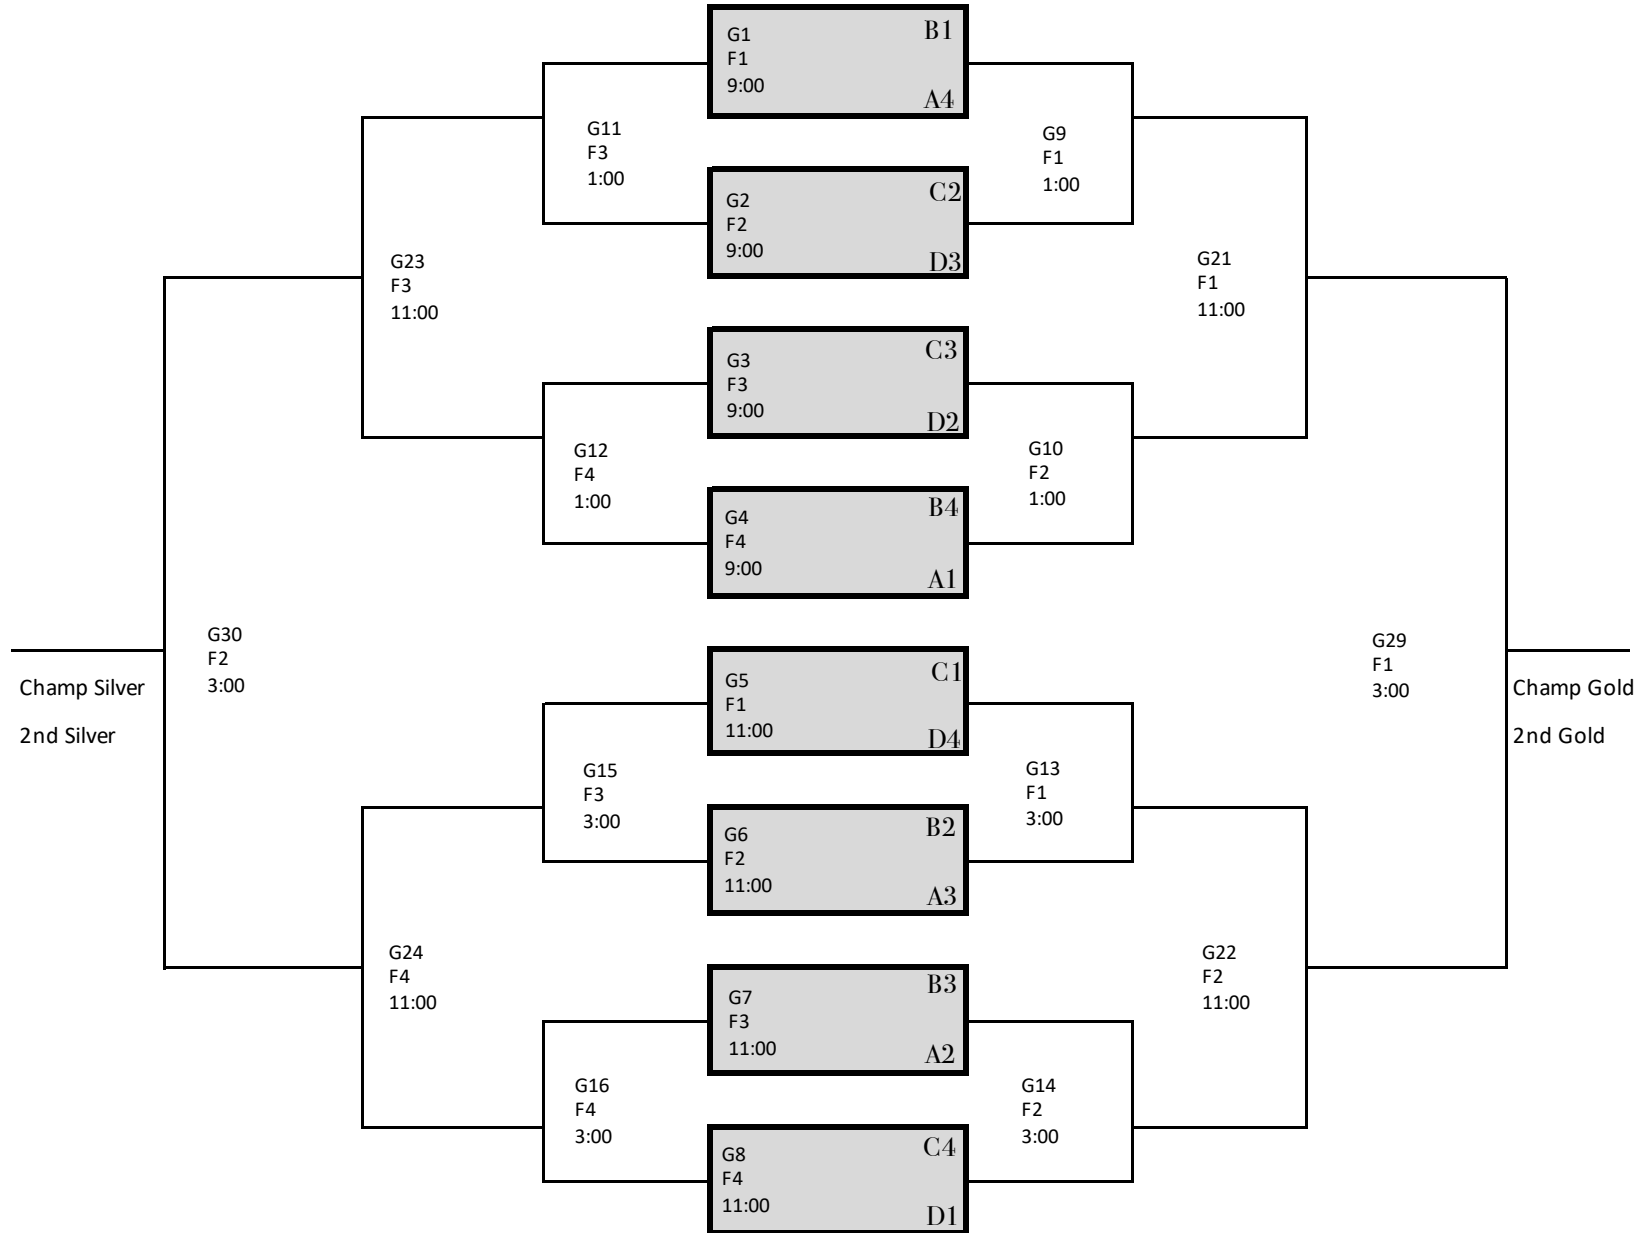 G1
F1
9:00
B1
A4
G11
F3
1:00
G9
F1
1:00
G2
F2
9:00
C2
D3
G23
F3
11:00
G21
F1
11:00
G3
F3
9:00
C3
D2
G12
F4
1:00
G10
F2
1:00
G4
F4
9:00
B4
A1
G30
F2
3:00
G29
F1
3:00
Champ Silver
2nd Silver
Champ Gold
2nd Gold
G5
F1
11:00
C1
D4
G15
F3
3:00
G13
F1
3:00
G6
F2
11:00
B2
A3
G24
F4
11:00
G22
F2
11:00
G7
F3
11:00
B3
A2
G16
F4
3:00
G14
F2
3:00
G8
F4
11:00
C4
D1